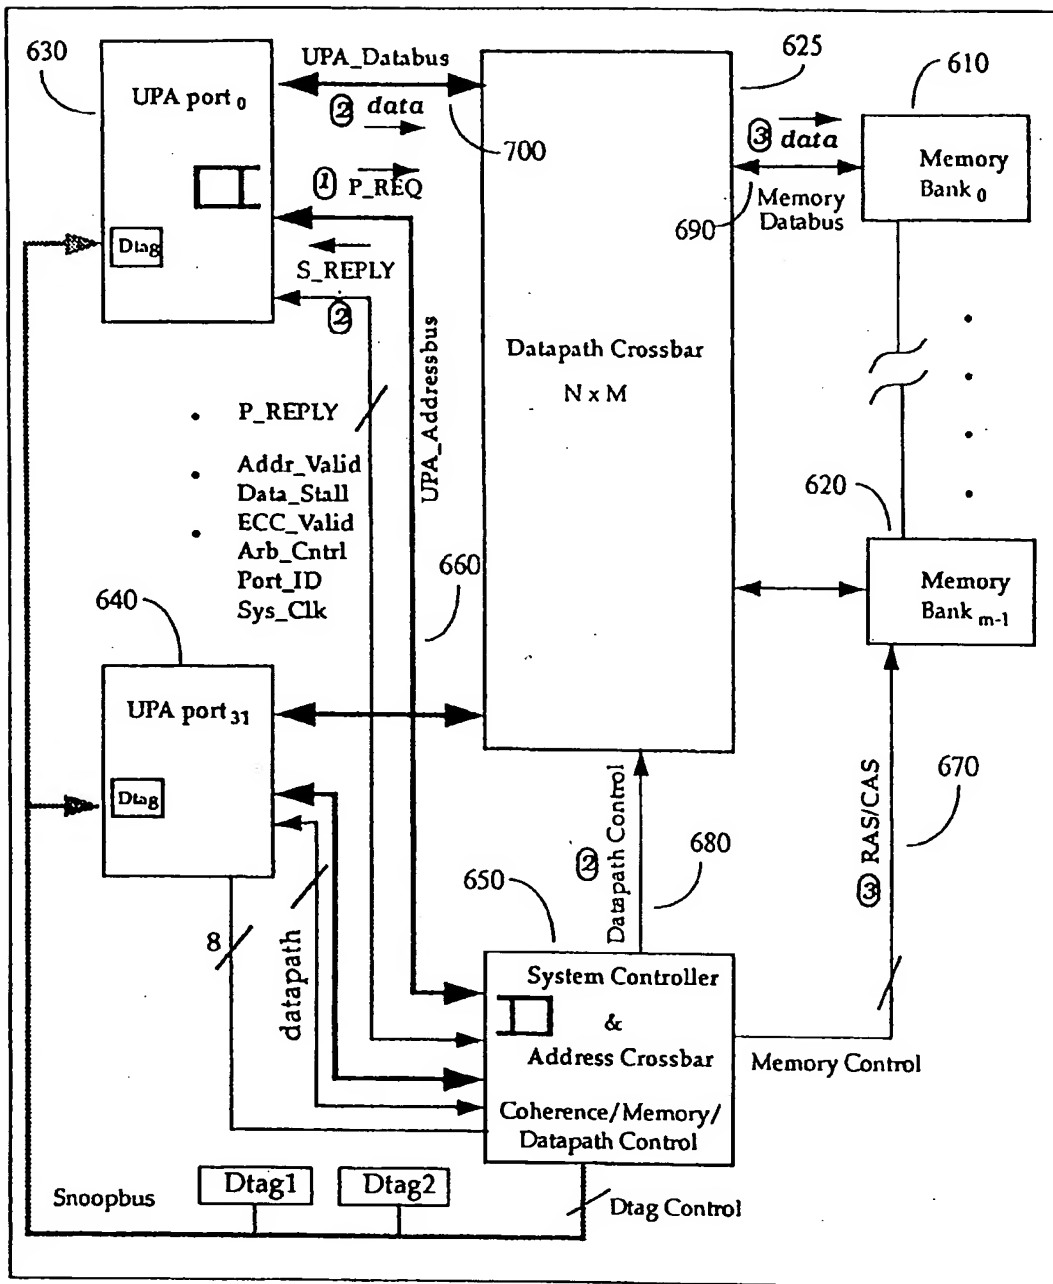 630
UPA_Databus
625
610
UPA port 0
② data
700
③ data
Memory
Bank 0
① P_REQ
690
Memory
Databus
Dtag
S_REPLY
②
UPA_Addressbus
Datapath Crossbar
N x M
• P_REPLY
• Addr_Valid
Data_Stall
• ECC_Valid
Arb_Cntrl
Port_ID
Sys_Clk
620
660
Memory
Bank m-1
640
UPA port 31
Dtag
② Datapath Control
680
③ RAS/CAS
670
650
8
datapath
System Controller
&
Address Crossbar
Memory Control
Coherence/Memory/
Datapath Control
Snoopbus
Dtag1
Dtag2
Dtag Control